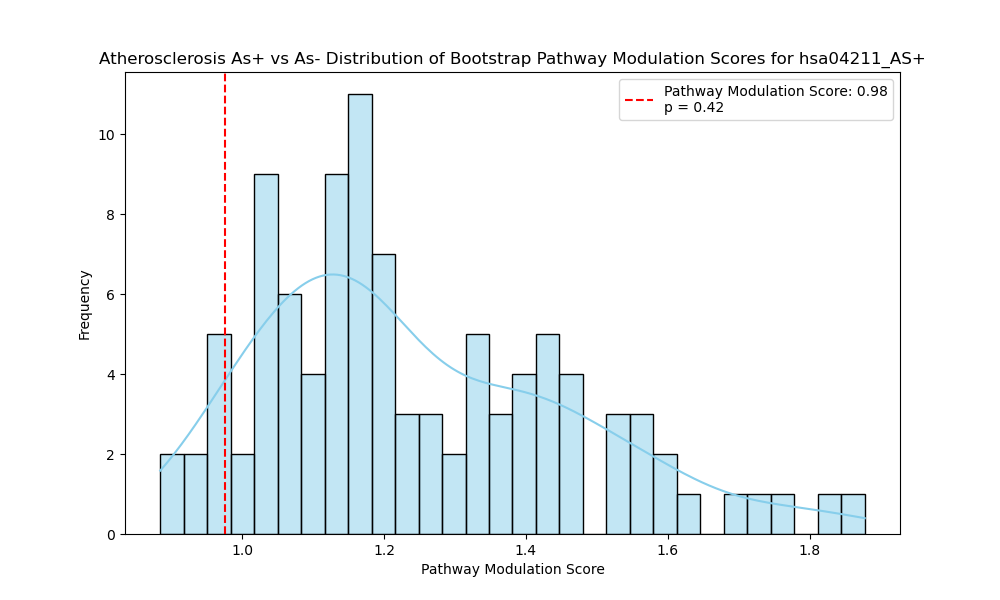 Atherosclerosis As+ vs As- Distribution of Bootstrap Pathway Modulation Scores for hsa04211_AS+
Pathway Modulation Score: 0.98
p = 0.42
Frequency
10
8
6
4
2
0
1.0 1.2 1.4 1.6 1.8
Pathway Modulation Score